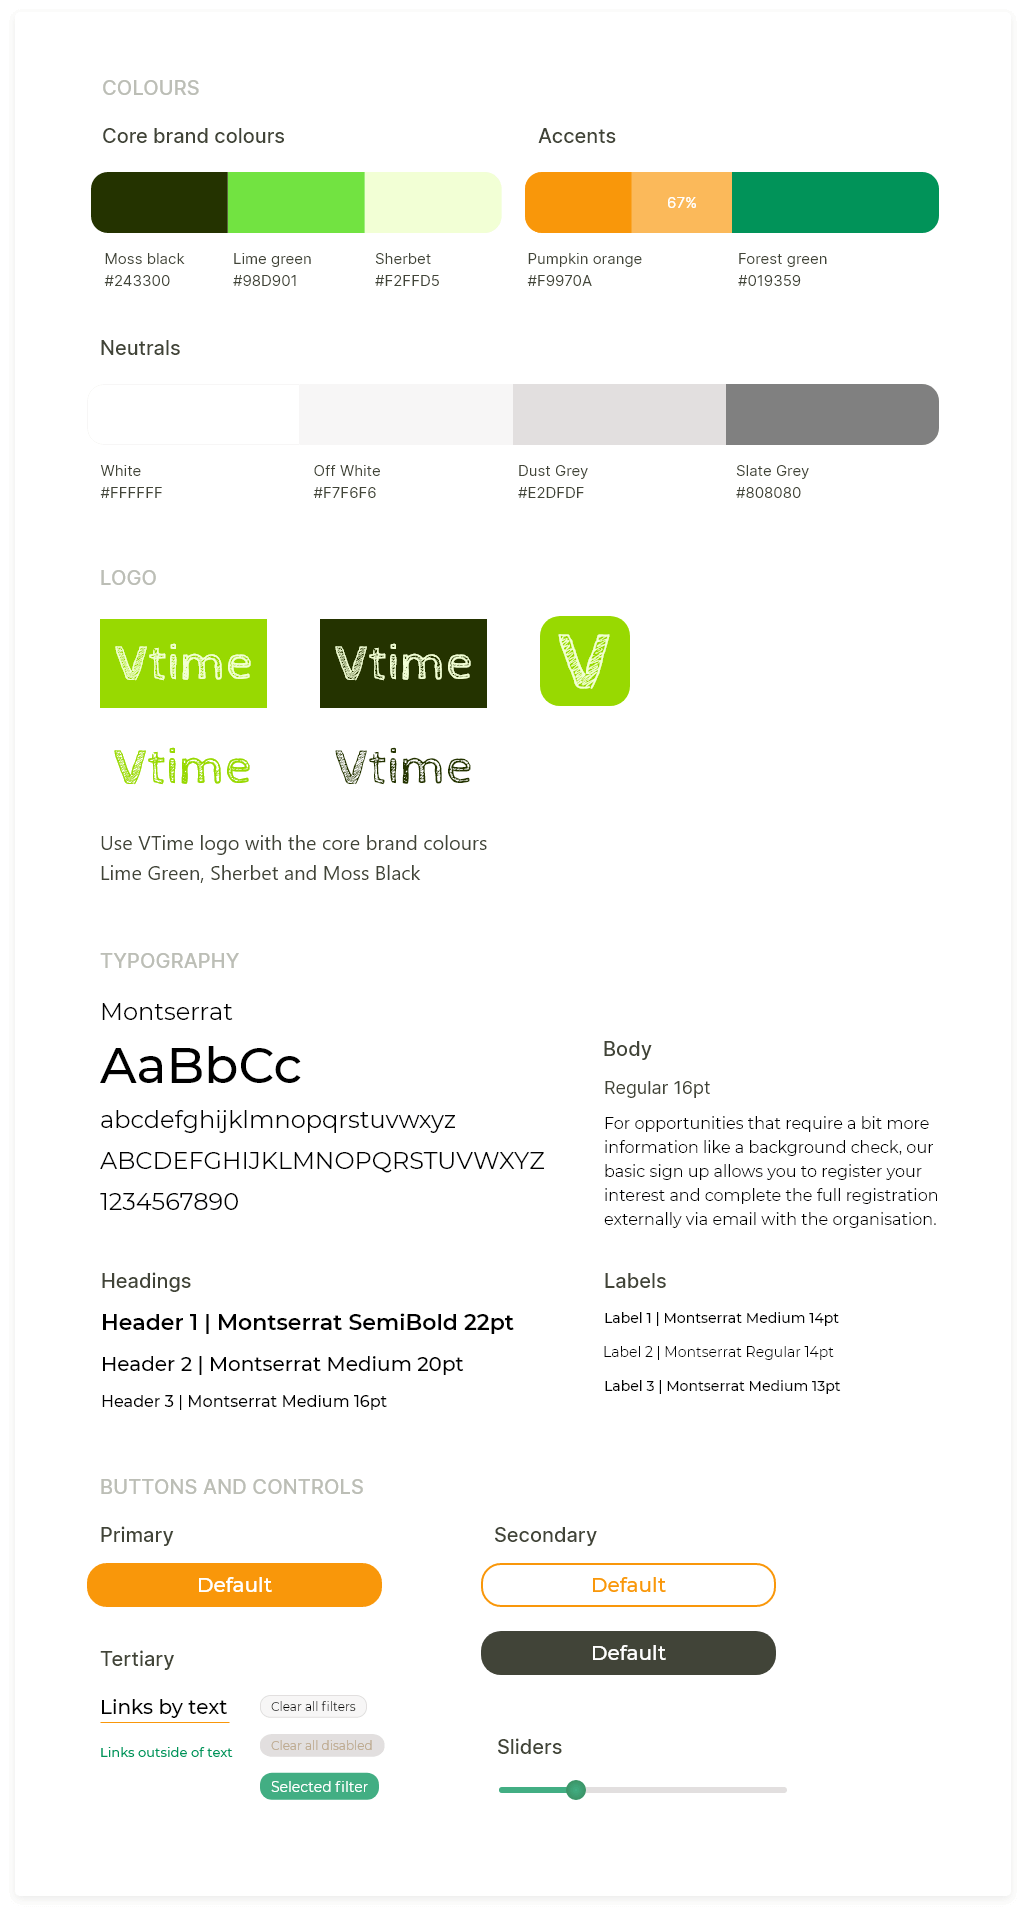 COLOURS
Core brand colours
Accents
67%
Moss black
#243300
Lime green
#98D901
Sherbet
#F2FFD5
Pumpkin orange
#F9970A
Forest green
#019359
Neutrals
White
#FFFFFF
Off White
#F7F6F6
Dust Grey
#E2DFDF
Slate Grey
#808080
LOGO
Vtime
Vtime
V
Vtime
Vtime
Use VTime logo with the core brand colours
Lime Green, Sherbet and Moss Black
TYPOGRAPHY
Montserrat
AaBbCc
abcdefghijklmnopqrstuvwxyz
ABCDEFGHIJKLMNOPQRSTUVWXYZ
1234567890
Body
Regular 16pt
For opportunities that require a bit more
information like a background check, our
basic sign up allows you to register your
interest and complete the full registration
externally via email with the organisation.
Headings
Header 1 | Montserrat SemiBold 22pt
Header 2 | Montserrat Medium 20pt
Header 3 | Montserrat Medium 16pt
Labels
Label 1 | Montserrat Medium 14pt
Label 2 | Montserrat Regular 14pt
Label 3 | Montserrat Medium 13pt
BUTTONS AND CONTROLS
Primary
Default
Secondary
Default
Default
Tertiary
Links by text
Links outside of text
Clear all filters
Clear all disabled
Selected filter
Sliders